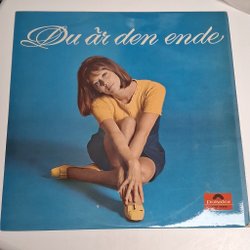 Du är den ende
Polydor